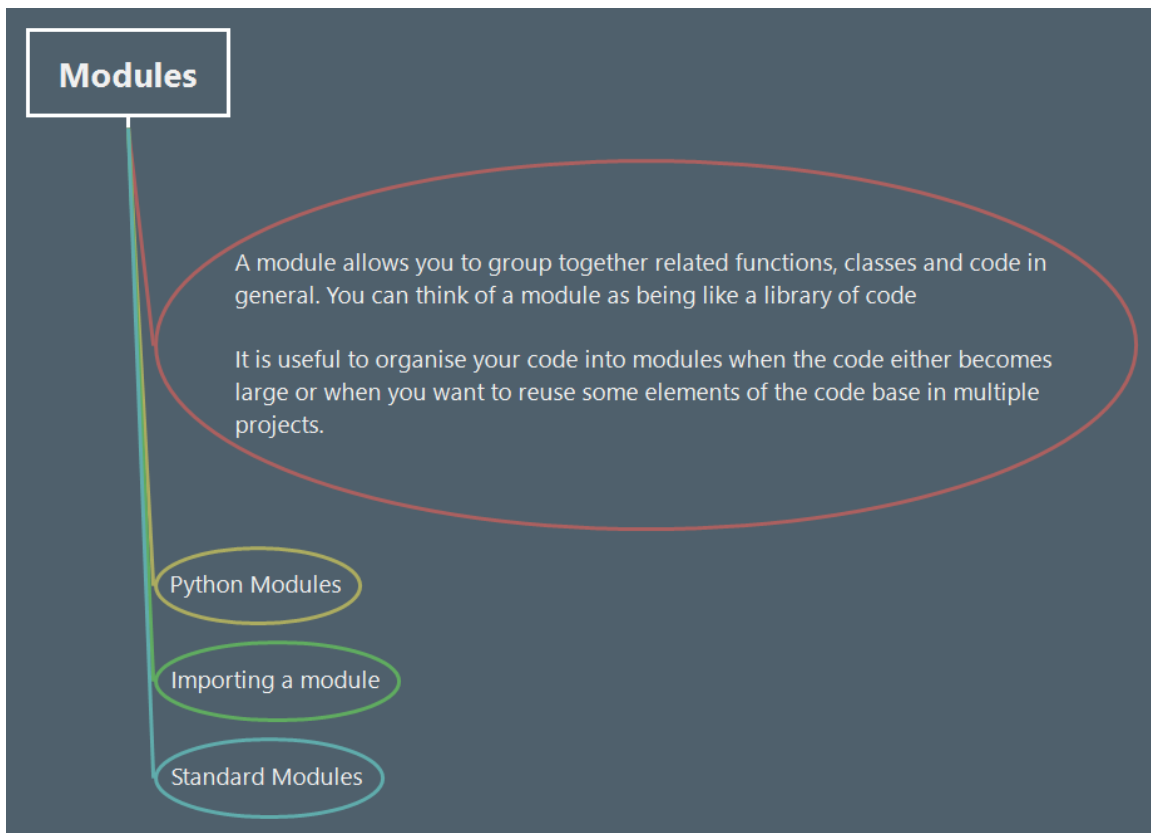 Modules
A module allows you to group together related functions, classes and code in
general. You can think of a module as being like a library of code
It is useful to organise your code into modules when the code either becomes
large or when you want to reuse some elements of the code base in multiple
projects.
Python Modules
Importing a module
Standard Modules